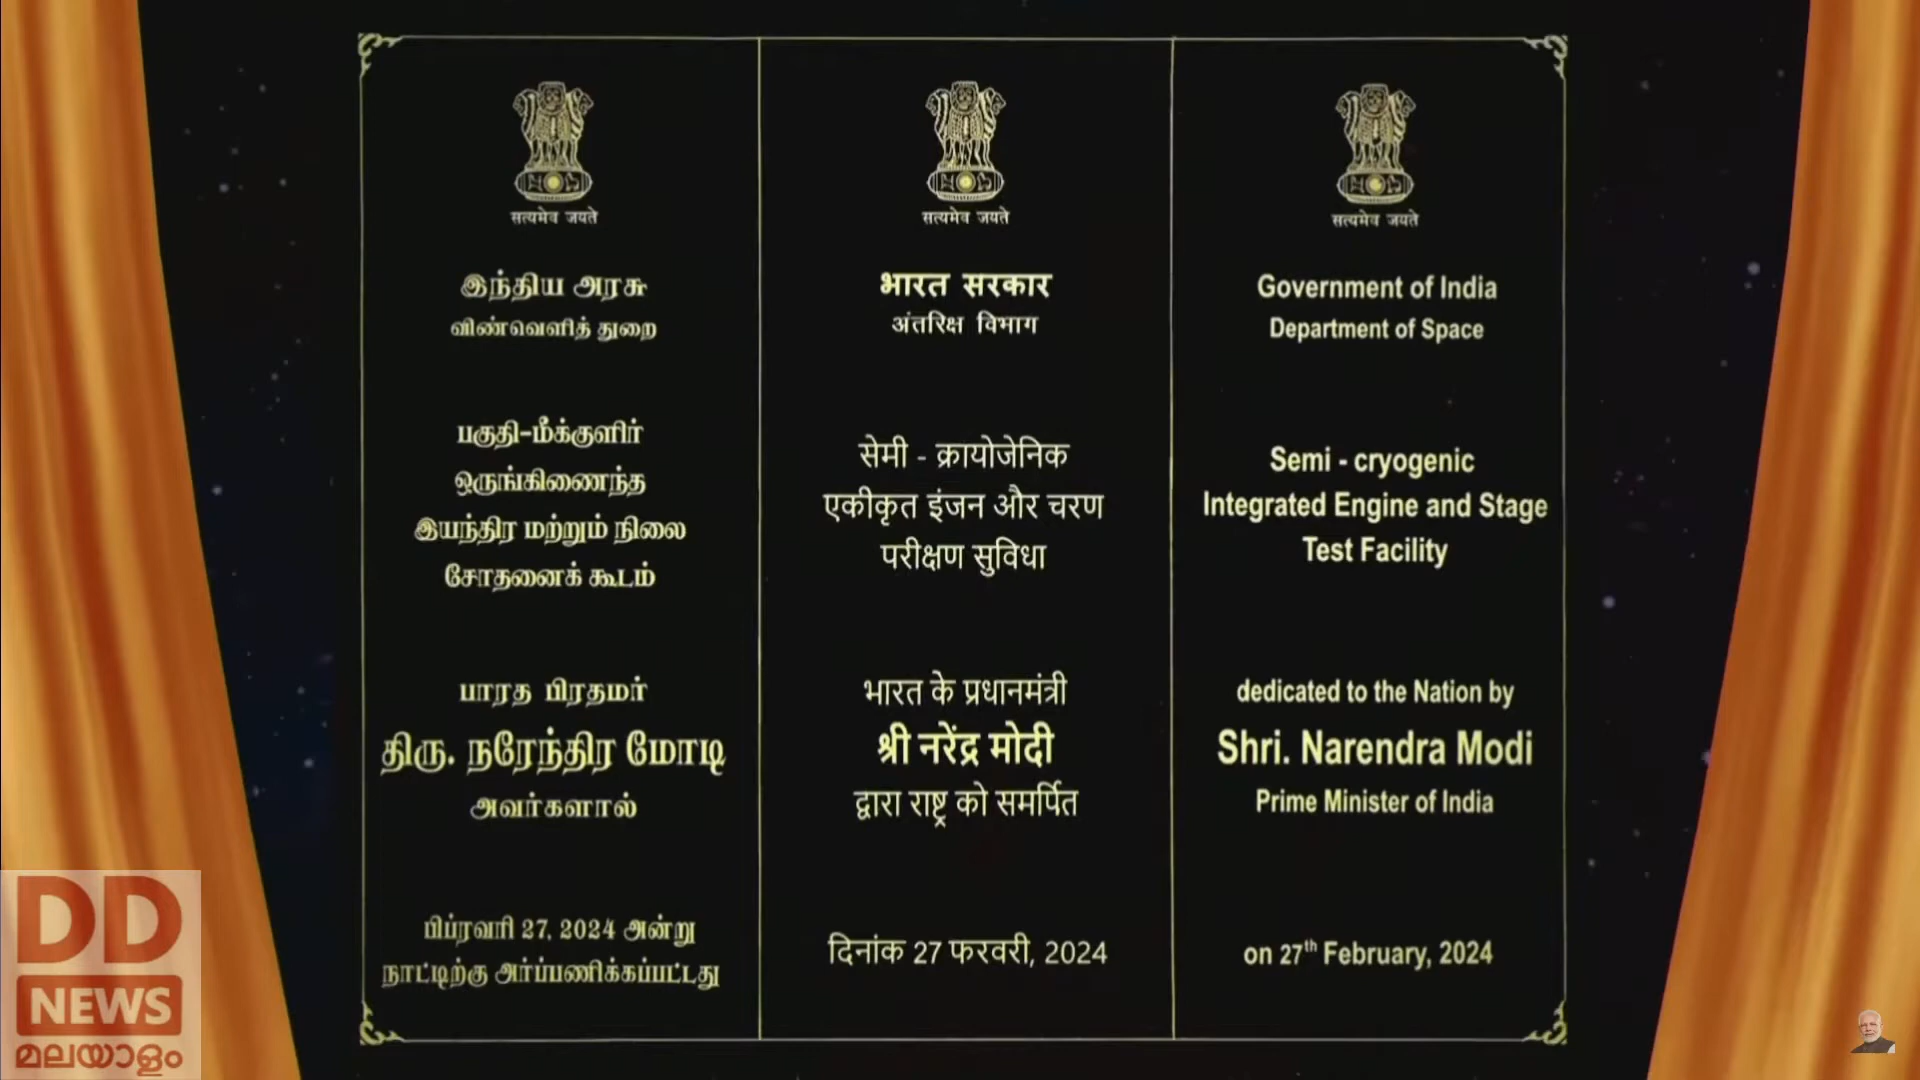 सत्यमेव जयते
இந்திய அரசு
விண்வெளித் துறை
பகுதி-மீக்குளிர்
ஒருங்கிணைந்த
இயந்திர மற்றும் நிலை
சோதனைக் கூடம்
பாரத பிரதமர்
திரு. நரேந்திர மோடி
அவர்களால்
பிப்ரவரி 27, 2024 அன்று
நாட்டிற்கு அர்ப்பணிக்கப்பட்டது
सत्यमेव जयते
भारत सरकार
अंतरिक्ष विभाग
सेमी - क्रायोजेनिक
एकीकृत इंजन और चरण
परीक्षण सुविधा
भारत के प्रधानमंत्री
श्री नरेंद्र मोदी
द्वारा राष्ट्र को समर्पित
दिनांक 27 फरवरी, 2024
सत्यमेव जयते
Government of India
Department of Space
Semi - cryogenic
Integrated Engine and Stage
Test Facility
dedicated to the Nation by
Shri. Narendra Modi
Prime Minister of India
on 27th February, 2024
DD
NEWS
മലയാളം